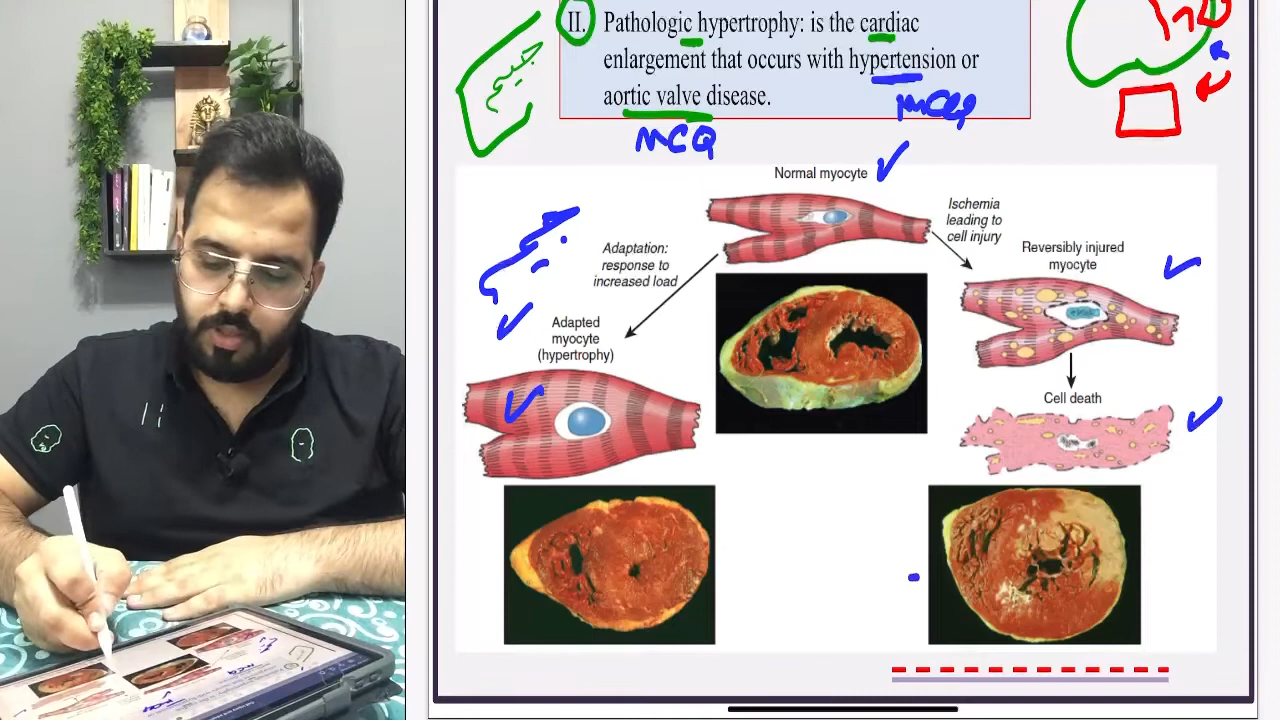 II. Pathologic hypertrophy: is the cardiac
enlargement that occurs with hypertension or
aortic valve disease.
MCQ
MCQ
Normal myocyte
Ischemia
leading to
cell injury
Adaptation:
response to
increased load
Reversibly injured
myocyte
Adapted
myocyte
(hypertrophy)
Cell death